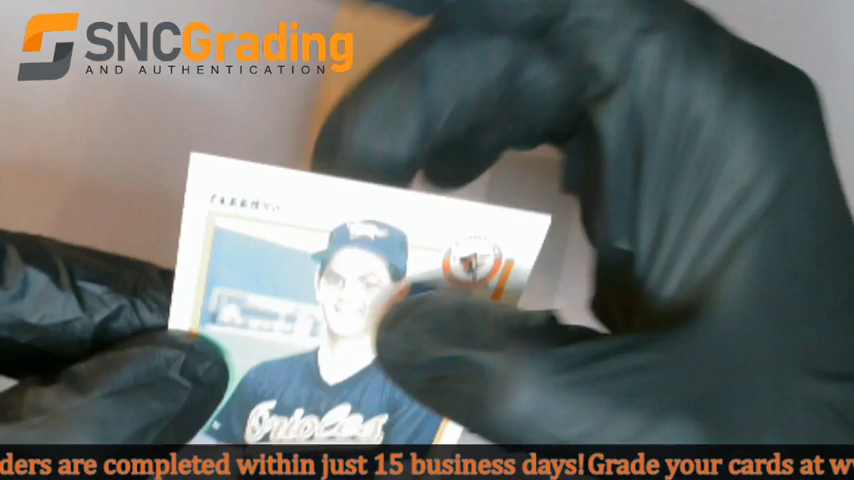 SNCGrading
AND AUTHENTICATION
Orioles
ders are completed within just 15 business days! Grade your cards at w